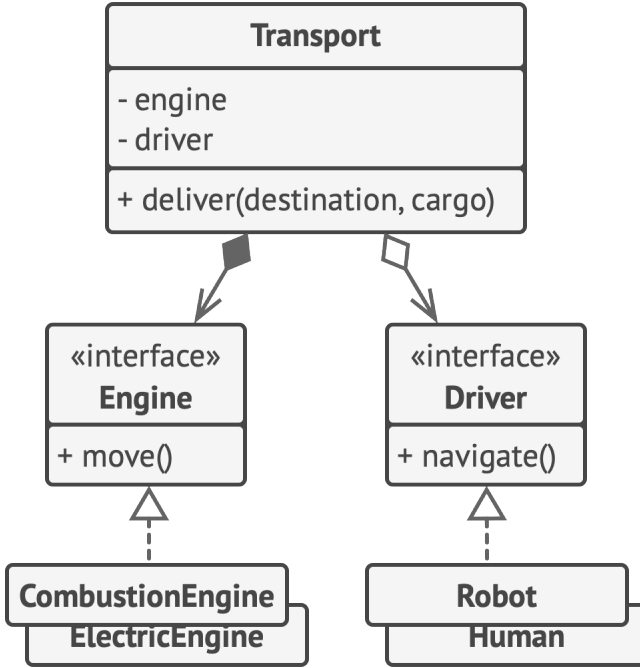 Transport
- engine
- driver
+ deliver(destination, cargo)
«interface»
Engine
+ move()
«interface»
Driver
+ navigate()
CombustionEngine
ElectricEngine
Robot
Human